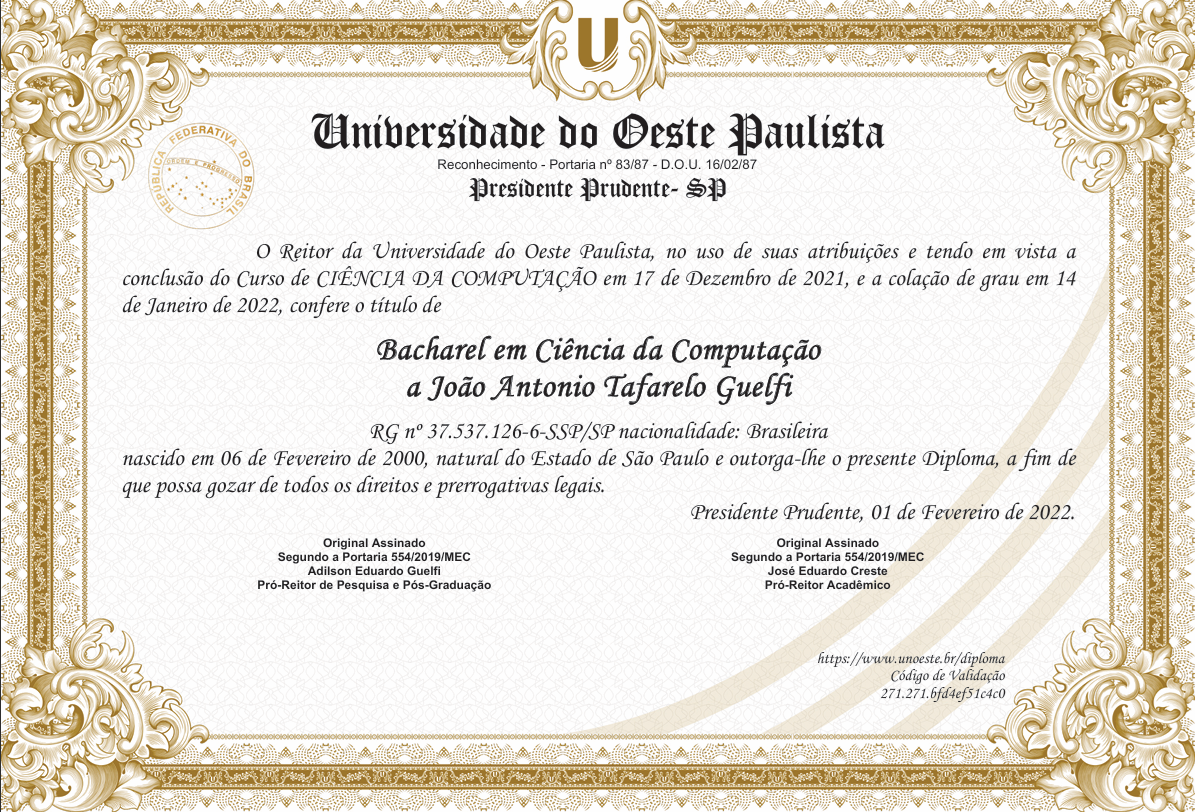 U
Universidade do Oeste Paulista
Reconhecimento - Portaria nº 83/87 - D.O.U. 16/02/87
Presidente Prudente- SP
REPÚBLICA FEDERATIVA DO BRASIL
ORDEM E PROGRESSO
O Reitor da Universidade do Oeste Paulista, no uso de suas atribuições e tendo em vista a
conclusão do Curso de CIÊNCIA DA COMPUTAÇÃO em 17 de Dezembro de 2021, e a colação de grau em 14
de Janeiro de 2022, confere o título de
Bacharel em Ciência da Computação
a João Antonio Tafarelo Guelfi
RG nº 37.537.126-6-SSP/SP nacionalidade: Brasileira
nascido em 06 de Fevereiro de 2000, natural do Estado de São Paulo e outorga-lhe o presente Diploma, a fim de
que possa gozar de todos os direitos e prerrogativas legais.
Presidente Prudente, 01 de Fevereiro de 2022.
Original Assinado
Segundo a Portaria 554/2019/MEC
Adilson Eduardo Guelfi
Pró-Reitor de Pesquisa e Pós-Graduação
Original Assinado
Segundo a Portaria 554/2019/MEC
José Eduardo Creste
Pró-Reitor Acadêmico
https://www.unoeste.br/diploma
Código de Validação
271.271.bfd4ef51c4c0